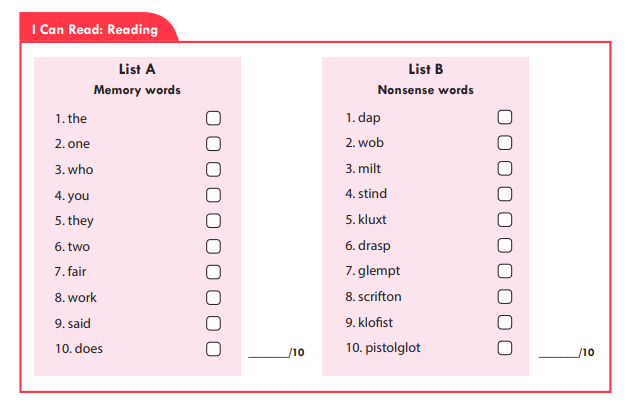 I Can Read: Reading
List A
Memory words
1. the
2. one
3. who
4. you
5. they
6. two
7. fair
8. work
9. said
10. does
______/10
List B
Nonsense words
1. dap
2. wob
3. milt
4. stind
5. kluxt
6. drasp
7. glempt
8. scrifton
9. klofist
10. pistolglot
______/10